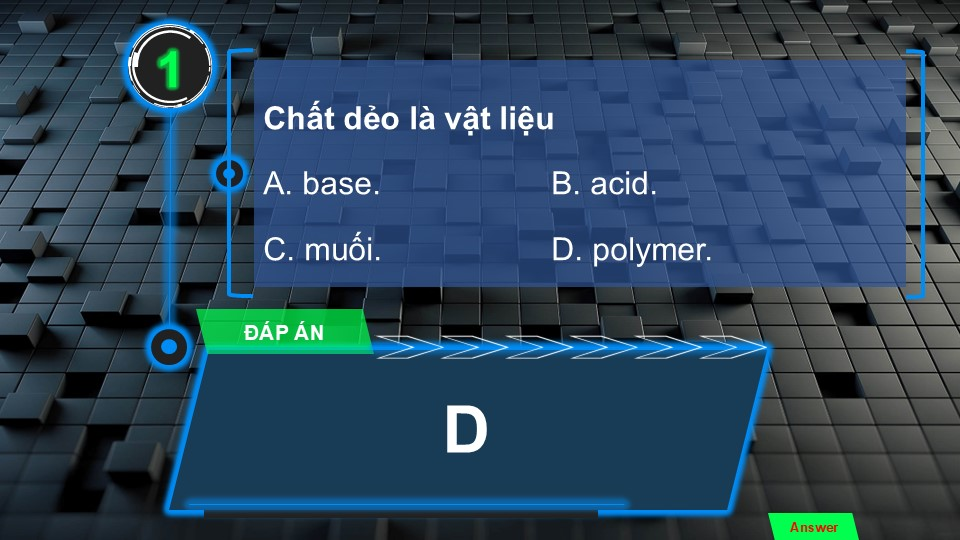 1
Chất dẻo là vật liệu
A. base. B. acid.
C. muối. D. polymer.
ĐÁP ÁN
D
Answer